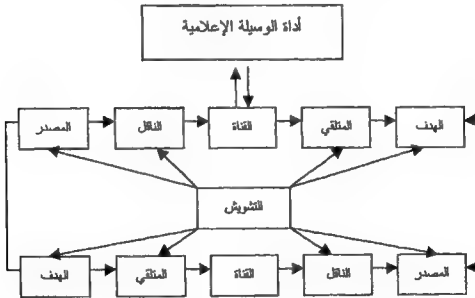 أداة الوسيلة الإعلامية
المصدر
الناقل
القناة
المتلقي
الهدف
التشويش
الهدف
المتلقي
القناة
الناقل
المصدر